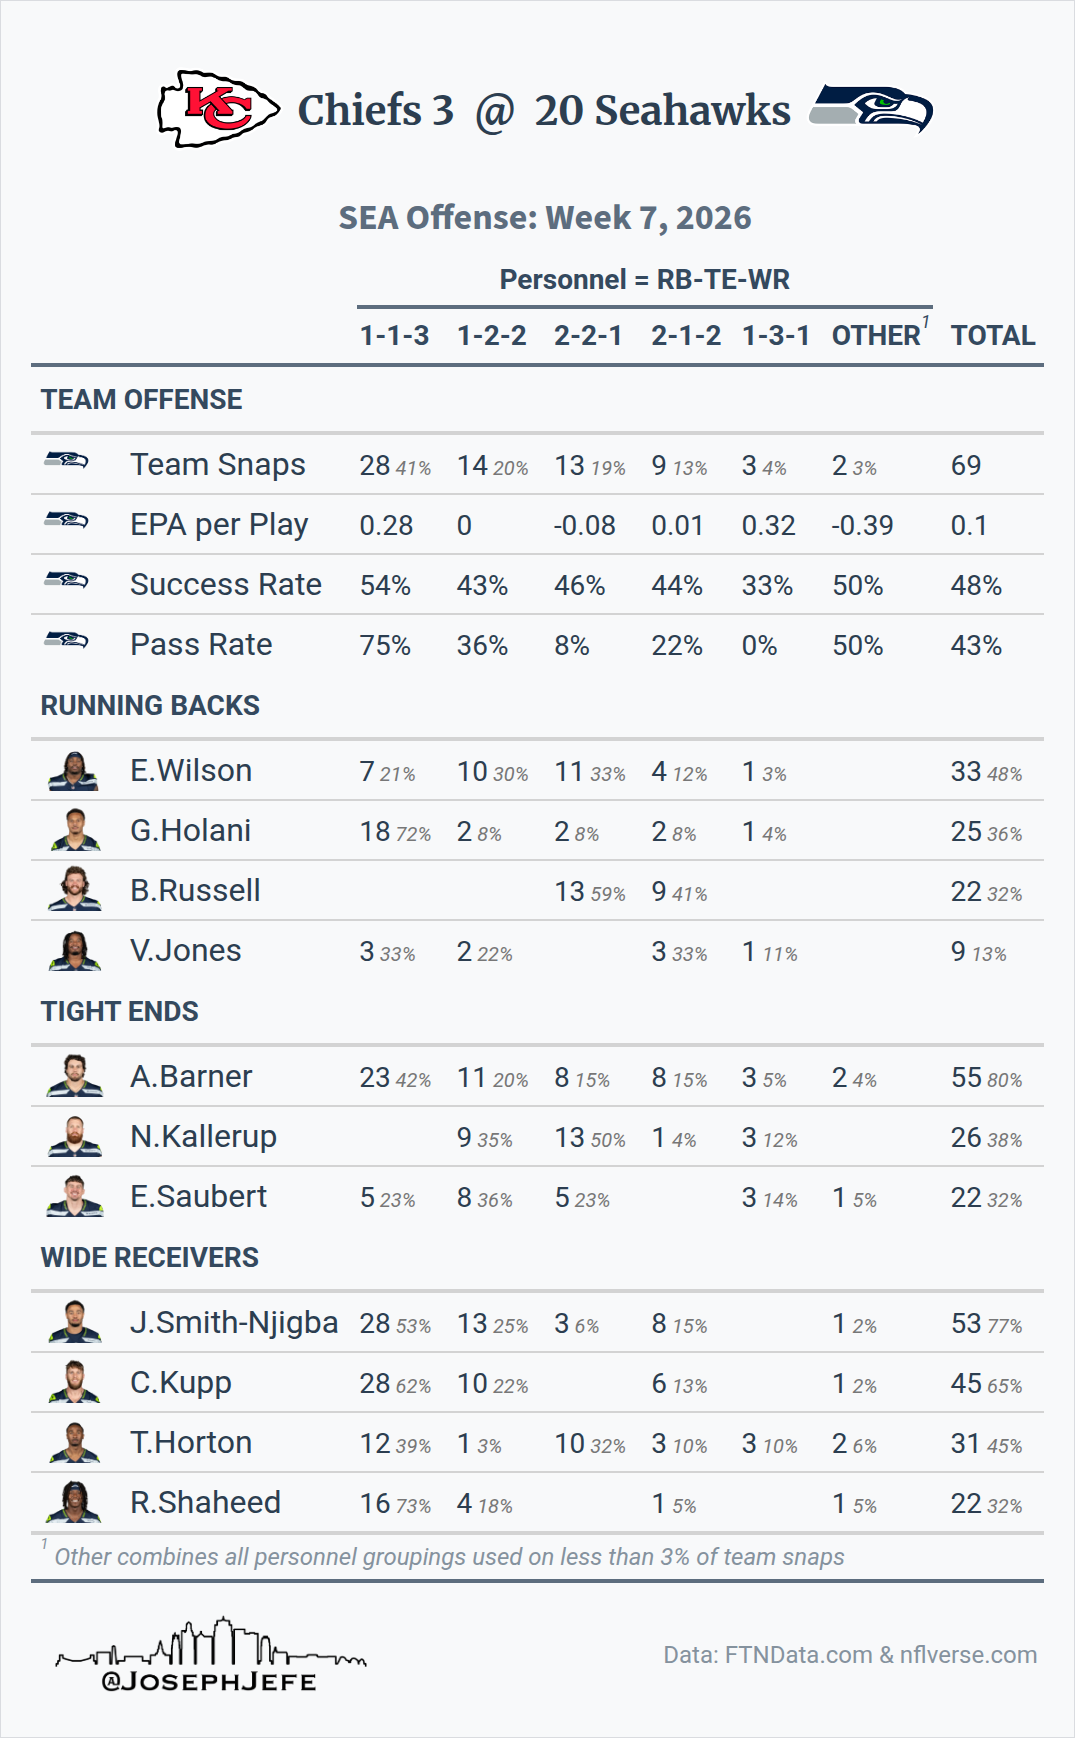 KC Chiefs 3 @ 20 Seahawks
SEA Offense: Week 7, 2026
Personnel = RB-TE-WR
1-1-3 1-2-2 2-2-1 2-1-2 1-3-1 OTHER1 TOTAL
TEAM OFFENSE
Team Snaps 28 41% 14 20% 13 19% 9 13% 3 4% 2 3% 69
EPA per Play 0.28 0 -0.08 0.01 0.32 -0.39 0.1
Success Rate 54% 43% 46% 44% 33% 50% 48%
Pass Rate 75% 36% 8% 22% 0% 50% 43%
RUNNING BACKS
E.Wilson 7 21% 10 30% 11 33% 4 12% 1 3% 33 48%
G.Holani 18 72% 2 8% 2 8% 2 8% 1 4% 25 36%
B.Russell 13 59% 9 41% 22 32%
V.Jones 3 33% 2 22% 3 33% 1 11% 9 13%
TIGHT ENDS
A.Barner 23 42% 11 20% 8 15% 8 15% 3 5% 2 4% 55 80%
N.Kallerup 9 35% 13 50% 1 4% 3 12% 26 38%
E.Saubert 5 23% 8 36% 5 23% 3 14% 1 5% 22 32%
WIDE RECEIVERS
J.Smith-Njigba 28 53% 13 25% 3 6% 8 15% 1 2% 53 77%
C.Kupp 28 62% 10 22% 6 13% 1 2% 45 65%
T.Horton 12 39% 1 3% 10 32% 3 10% 3 10% 2 6% 31 45%
R.Shaheed 16 73% 4 18% 1 5% 1 5% 22 32%
1 Other combines all personnel groupings used on less than 3% of team snaps
@JOSEPHJEFE
Data: FTNData.com & nflverse.com